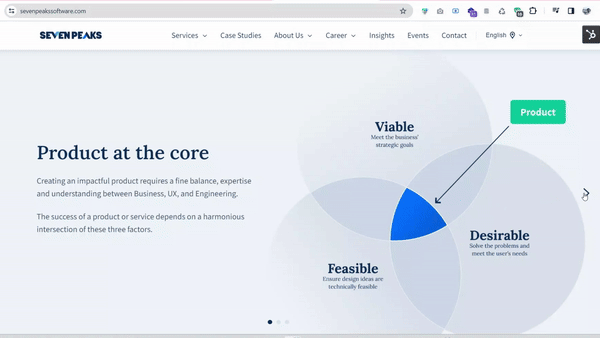 sevenpeakssoftware.com
SEVEN PEAKS
Services
Case Studies
About Us
Career
Insights
Events
Contact
English
Product at the core
Creating an impactful product requires a fine balance, expertise
and understanding between Business, UX, and Engineering.
The success of a product or service depends on a harmonious
intersection of these three factors.
Viable
Meet the business'
strategic goals
Product
Desirable
Solve the problems and
meet the user's needs
Feasible
Ensure design ideas are
technically feasible